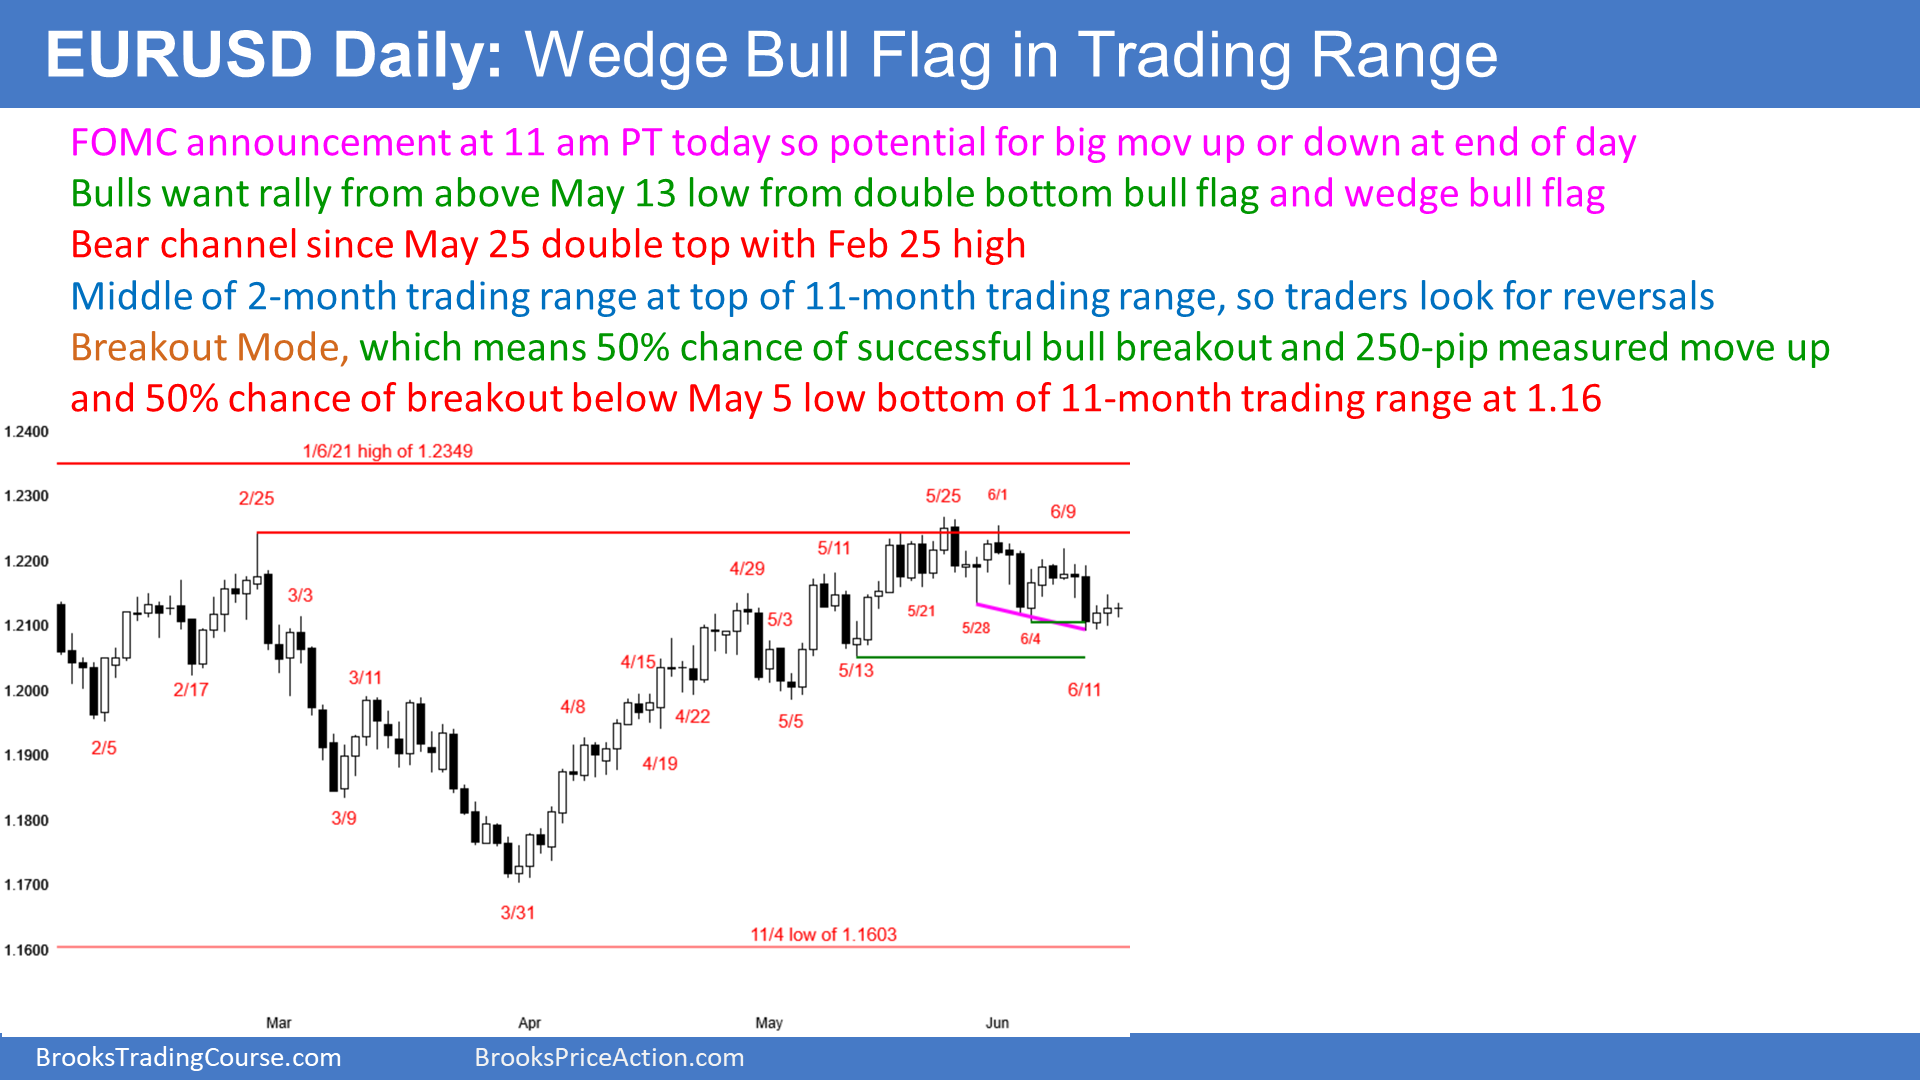 EURUSD Daily: Wedge Bull Flag in Trading Range
FOMC announcement at 11 am PT today so potential for big mov up or down at end of day
Bulls want rally from above May 13 low from double bottom bull flag and wedge bull flag
Bear channel since May 25 double top with Feb 25 high
Middle of 2-month trading range at top of 11-month trading range, so traders look for reversals
Breakout Mode, which means 50% chance of successful bull breakout and 250-pip measured move up
and 50% chance of breakout below May 5 low bottom of 11-month trading range at 1.16
1.2400
1/6/21 high of 1.2349
1.2300
2/25
5/25
6/1
6/9
1.2200
5/11
4/29
3/3
5/3
5/21
1.2100
5/28
6/4
4/15
5/13
3/11
2/17
1.2000
6/11
4/8
4/22
5/5
2/5
1.1900
4/19
3/9
1.1800
1.1700
3/31
11/4 low of 1.1603
1.1600
Mar
Apr
May
Jun
BrooksTradingCourse.com
BrooksPriceAction.com